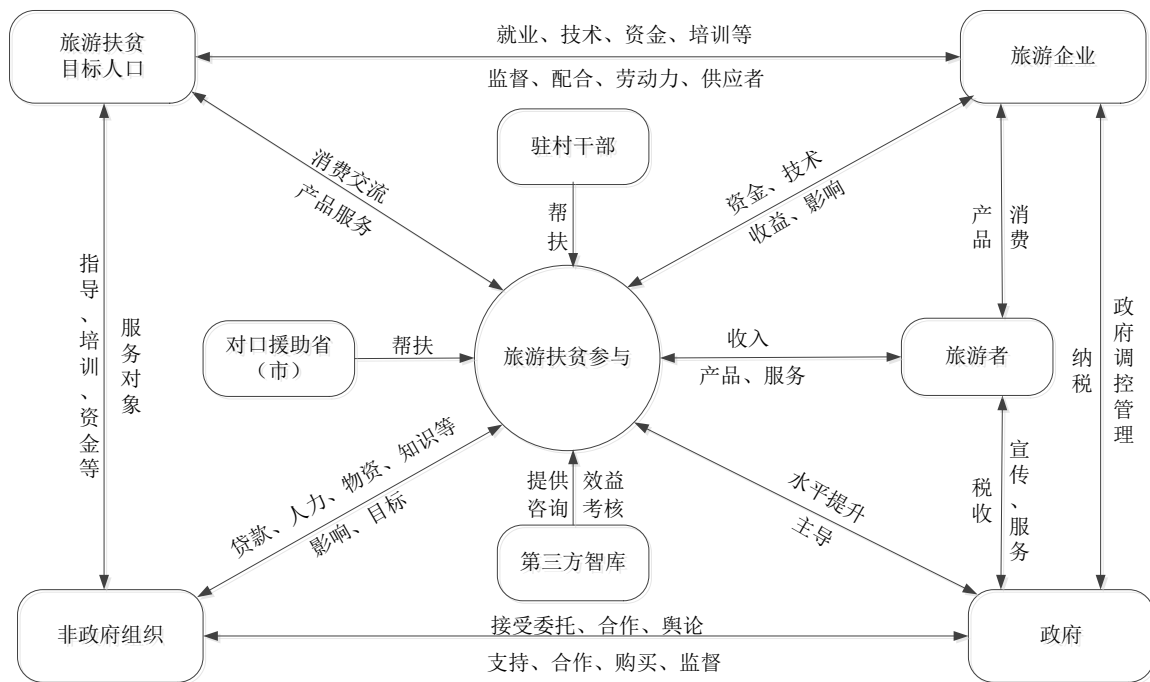 旅游扶贫
目标人口
就业、技术、资金、培训等
监督、配合、劳动力、供应者
旅游企业
驻村干部
消费交流
产品服务
帮扶
资金、技术
收益、影响
产品
消费
指导、培训、资金等
服务对象
对口援助省
（市）
帮扶
旅游扶贫参与
收入
产品、服务
旅游者
纳税
政府调控管理
贷款、人力、物资、知识等
影响、目标
提供
咨询
效益
考核
水平提升
主导
税收
宣传、服务
第三方智库
非政府组织
接受委托、合作、舆论
支持、合作、购买、监督
政府